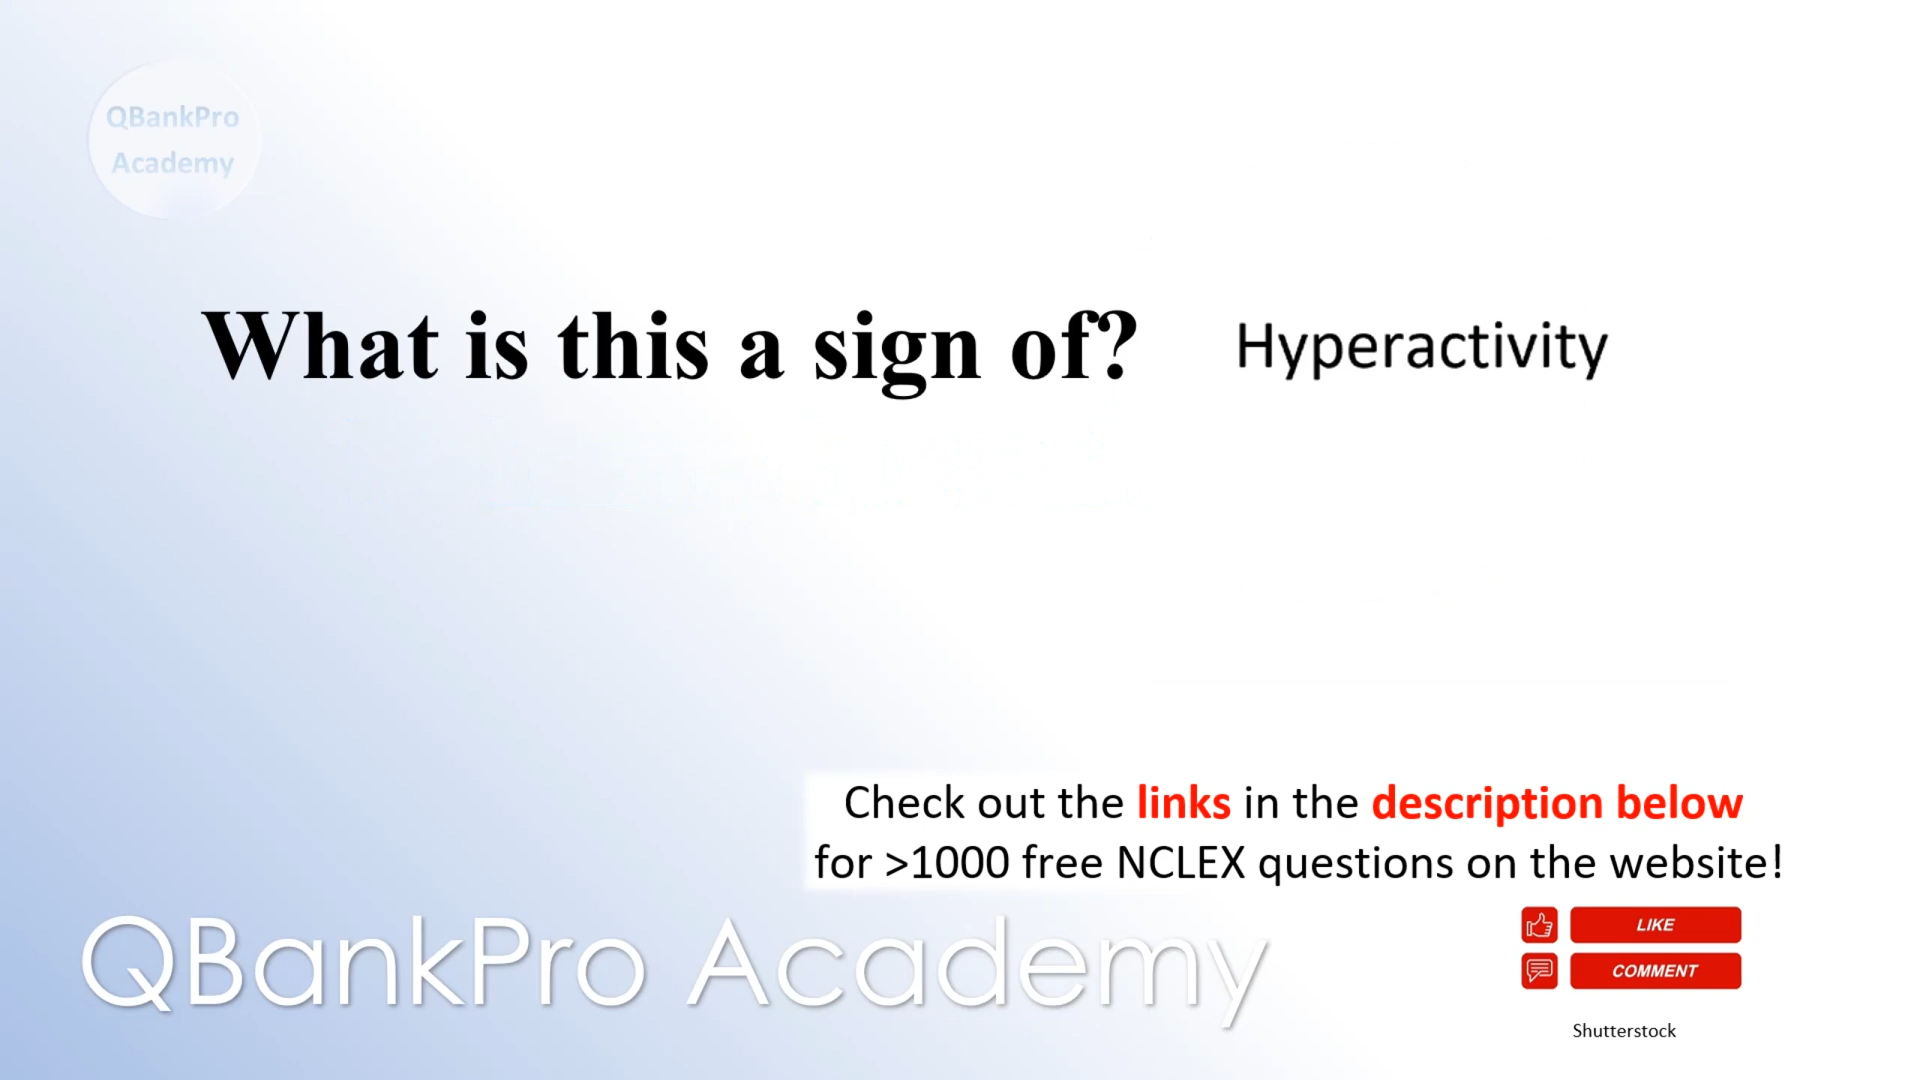 QBankPro
Academy
What is this a sign of?
Hyperactivity
Check out the links in the description below
for >1000 free NCLEX questions on the website!
QBankPro Academy
LIKE
COMMENT
Shutterstock